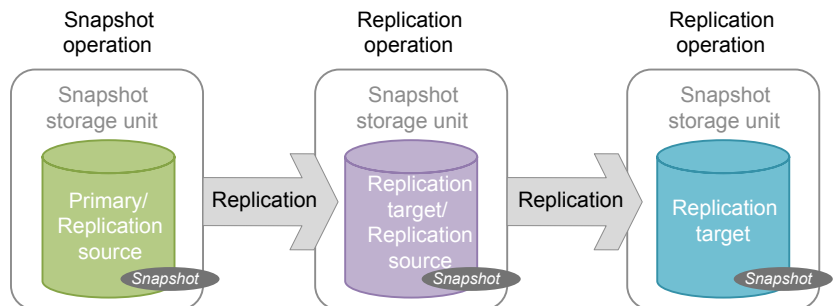 Snapshot
operation
Replication
operation
Replication
operation
Snapshot
storage unit
Snapshot
storage unit
Snapshot
storage unit
Primary/
Replication
source
Replication
Replication
target/
Replication
source
Replication
Replication
target
Snapshot
Snapshot
Snapshot